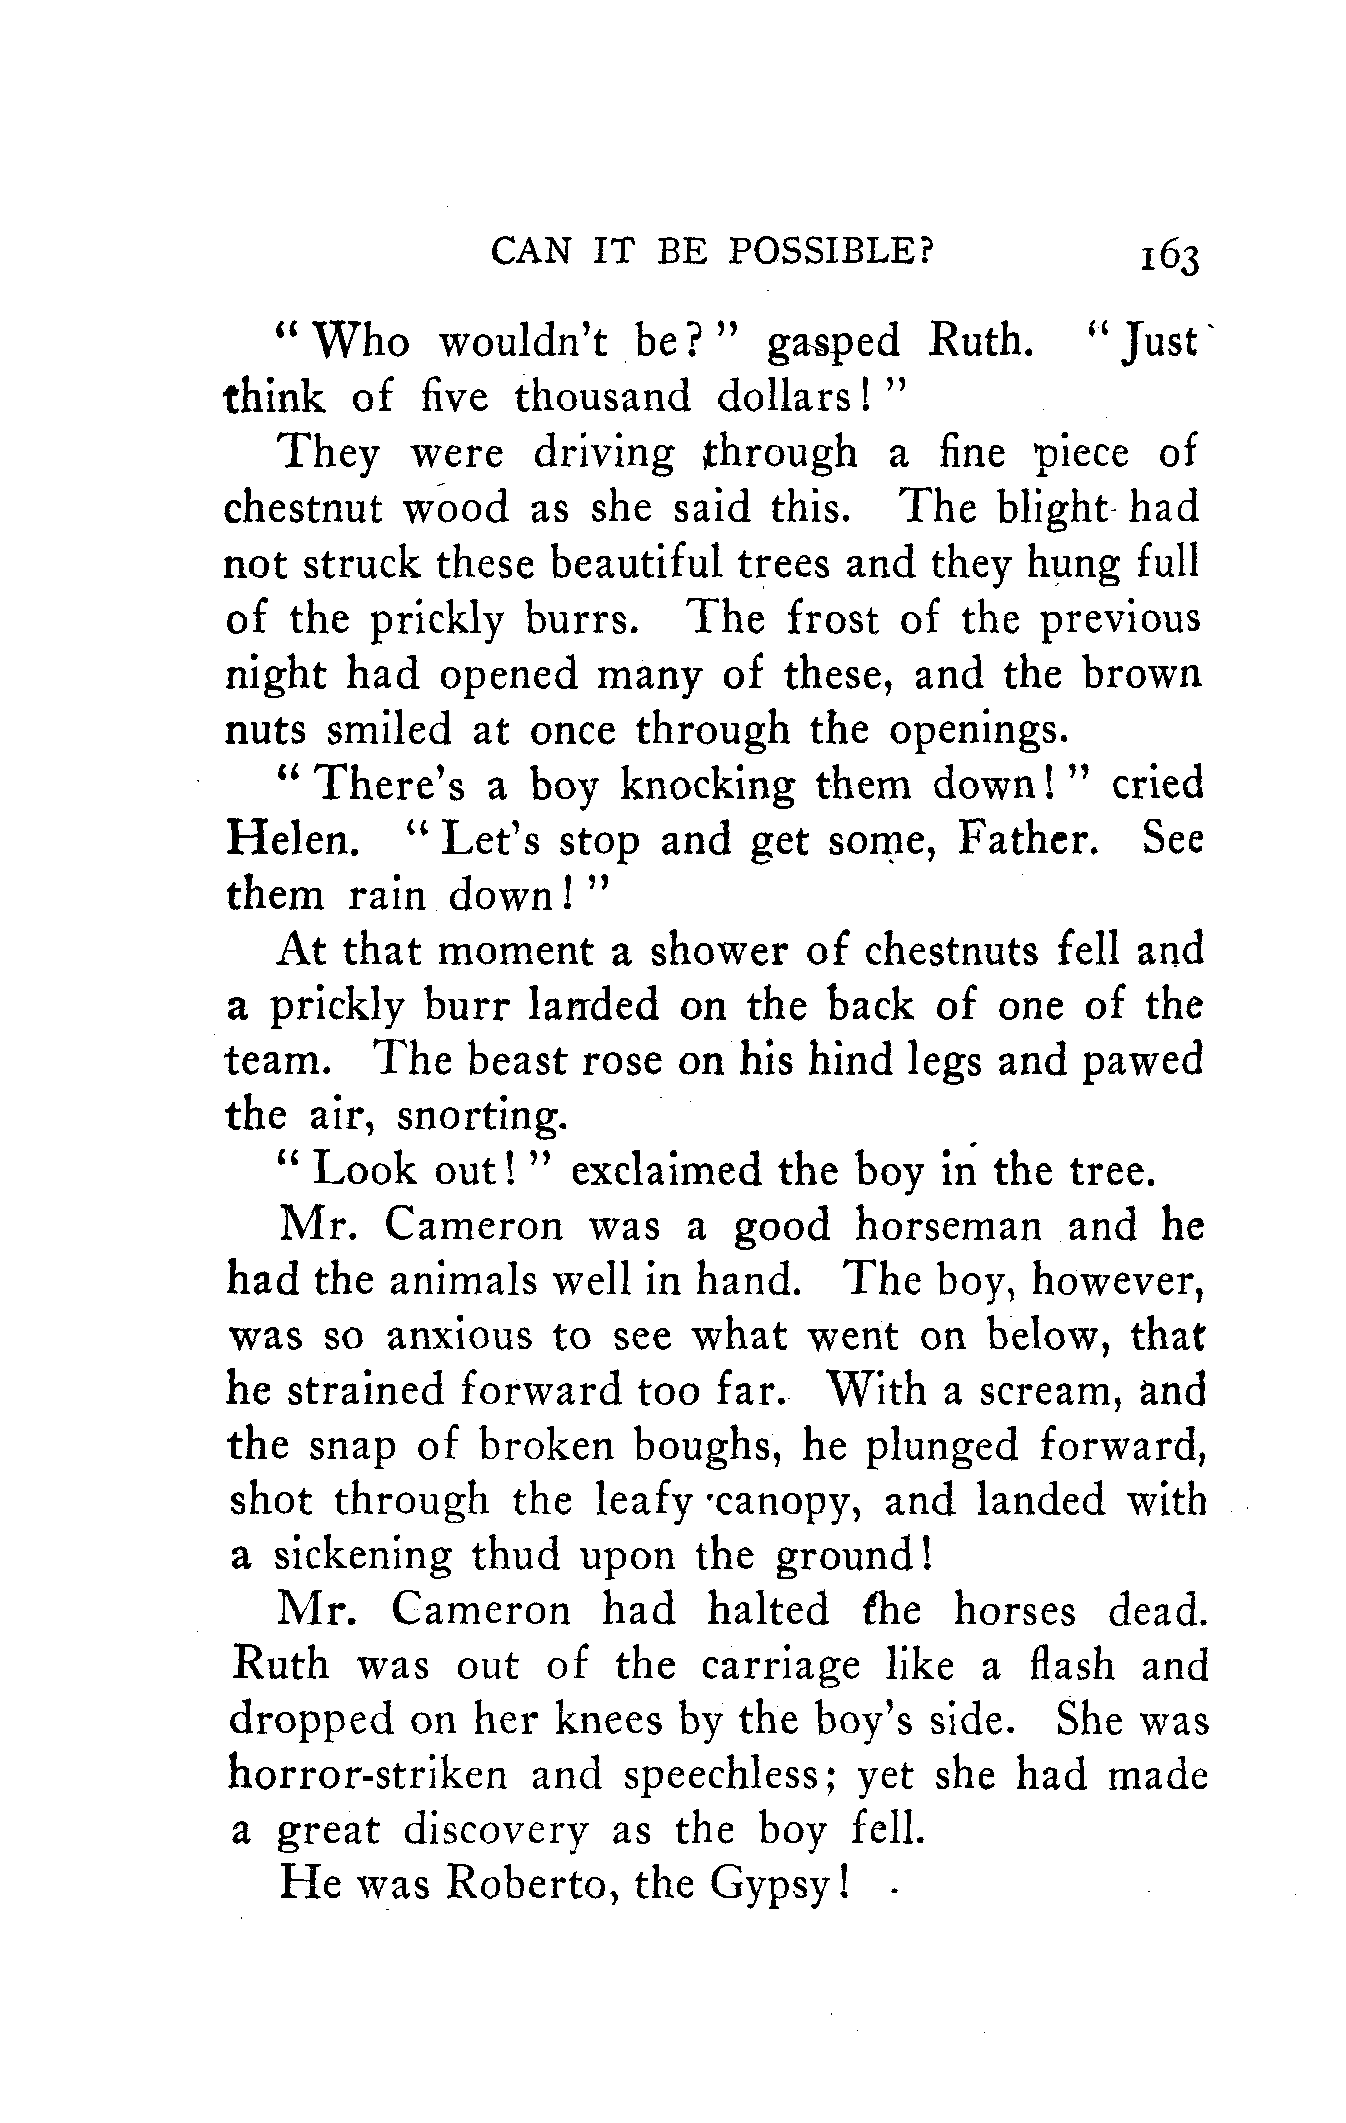 CAN IT BE POSSIBLE? 163
" Who wouldn't be? " gasped Ruth. " Just
think of five thousand dollars! "
They were driving through a fine piece of
chestnut wood as she said this. The blight had
not struck these beautiful trees and they hung full
of the prickly burrs. The frost of the previous
night had opened many of these, and the brown
nuts smiled at once through the openings.
" There's a boy knocking them down! " cried
Helen. " Let's stop and get some, Father. See
them rain down! "
At that moment a shower of chestnuts fell and
a prickly burr landed on the back of one of the
team. The beast rose on his hind legs and pawed
the air, snorting.
" Look out! " exclaimed the boy in the tree.
Mr. Cameron was a good horseman and he
had the animals well in hand. The boy, however,
was so anxious to see what went on below, that
he strained forward too far. With a scream, and
the snap of broken boughs, he plunged forward,
shot through the leafy canopy, and landed with
a sickening thud upon the ground!
Mr. Cameron had halted the horses dead.
Ruth was out of the carriage like a flash and
dropped on her knees by the boy's side. She was
horror-striken and speechless; yet she had made
a great discovery as the boy fell.
He was Roberto, the Gypsy!